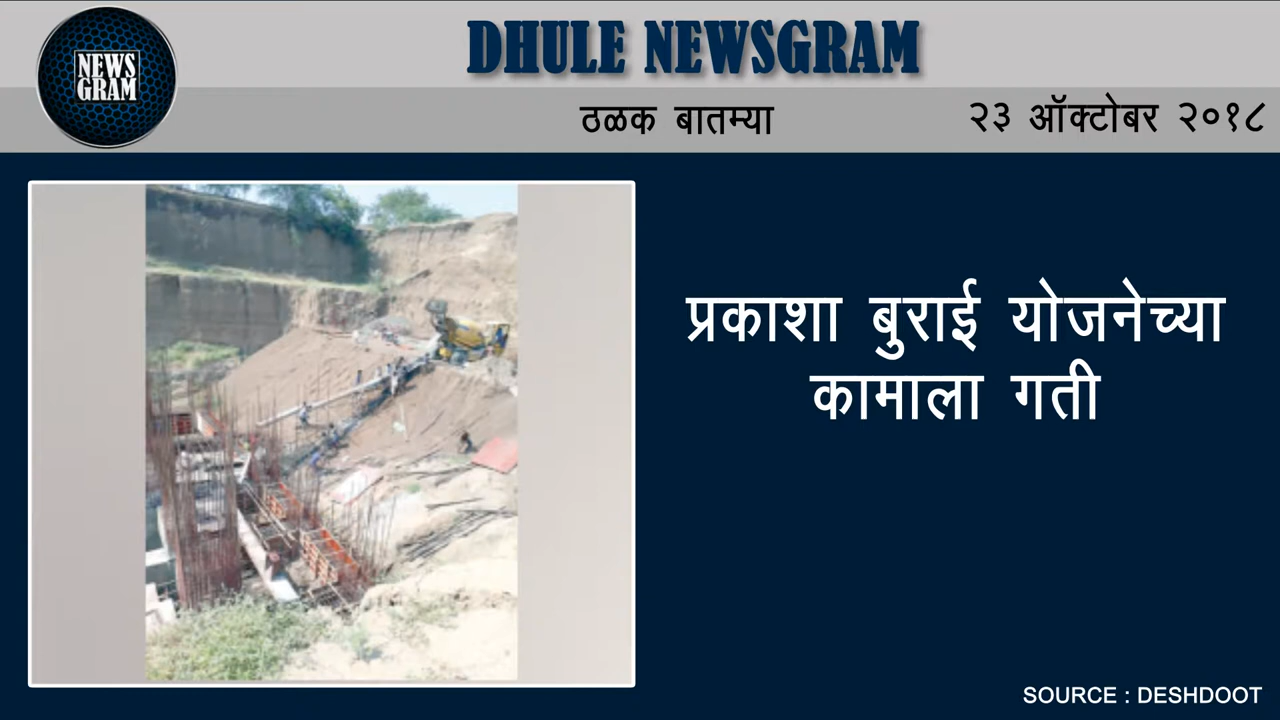 NEWS
GRAM
DHULE NEWSGRAM
ठळक बातम्या
२३ ऑक्टोबर २०१८
प्रकाशा बुराई योजनेच्या
कामाला गती
SOURCE : DESHDOOT